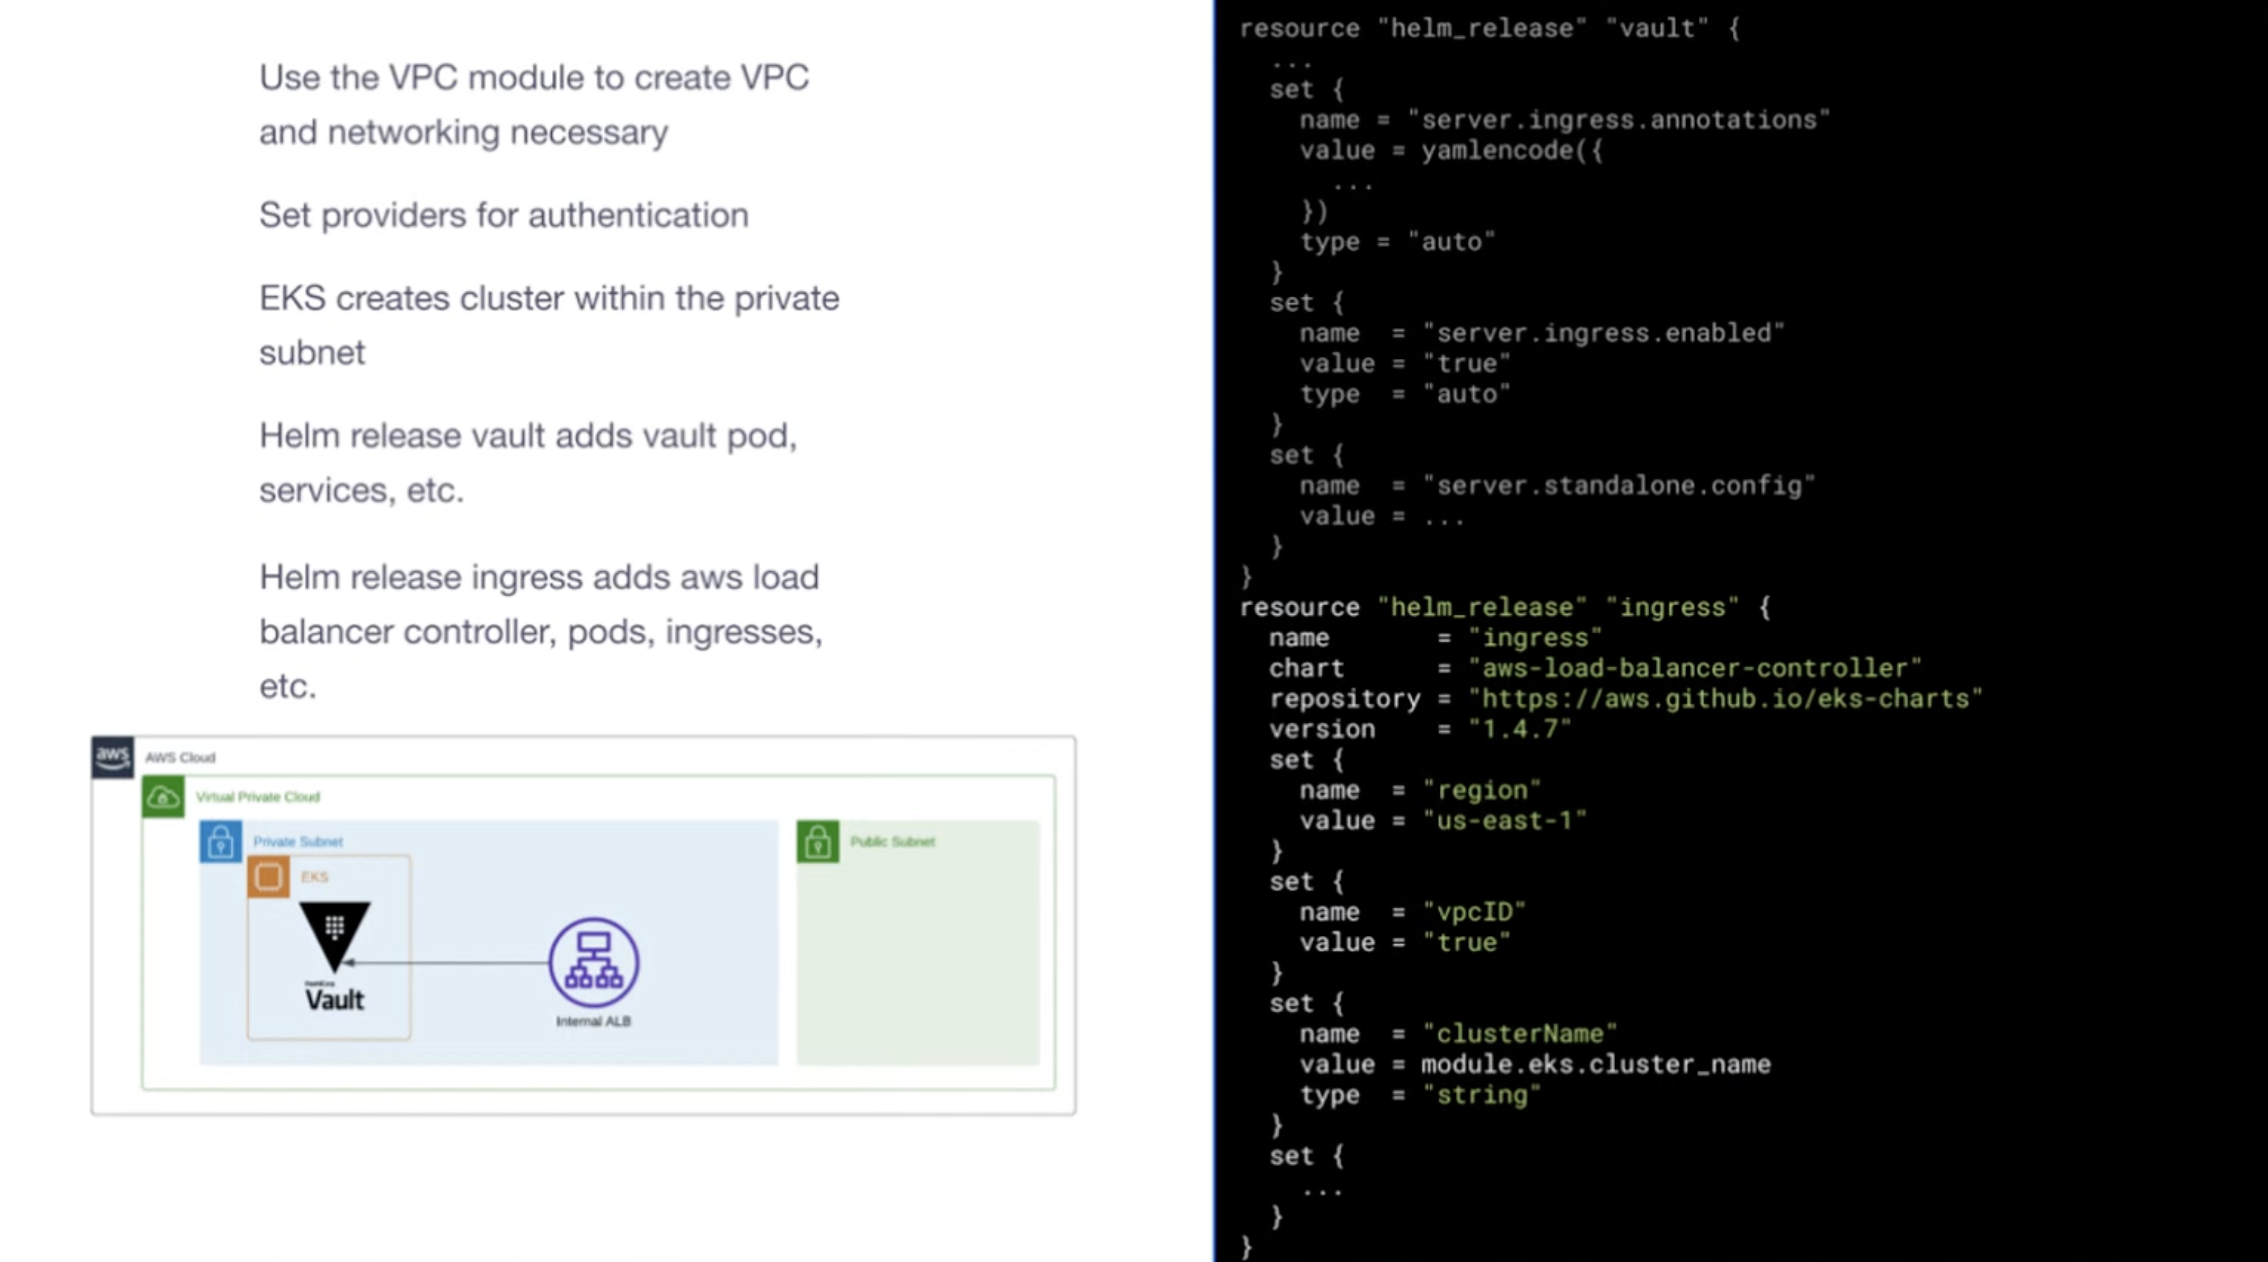 Use the VPC module to create VPC
and networking necessary
Set providers for authentication
EKS creates cluster within the private
subnet
Helm release vault adds vault pod,
services, etc.
Helm release ingress adds aws load
balancer controller, pods, ingresses,
etc.
aws
AWS Cloud
Virtual Private Cloud
Private Subnet
Public Subnet
EKS
HashiCorp
Vault
Internal ALB
resource "helm_release" "vault" {
  ...
  set {
    name = "server.ingress.annotations"
    value = yamlencode({
      ...
    })
    type = "auto"
  }
  set {
    name  = "server.ingress.enabled"
    value = "true"
    type  = "auto"
  }
  set {
    name  = "server.standalone.config"
    value = ...
  }
}
resource "helm_release" "ingress" {
  name       = "ingress"
  chart      = "aws-load-balancer-controller"
  repository = "https://aws.github.io/eks-charts"
  version    = "1.4.7"
  set {
    name  = "region"
    value = "us-east-1"
  }
  set {
    name  = "vpcID"
    value = "true"
  }
  set {
    name  = "clusterName"
    value = module.eks.cluster_name
    type  = "string"
  }
  set {
    ...
  }
}